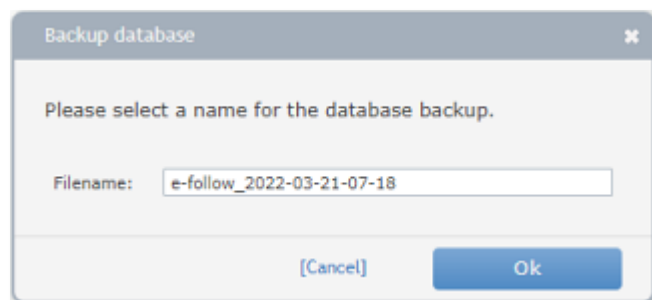 Backup database
Please select a name for the database backup.
Filename: e-follow_2022-03-21-07-18
[Cancel] Ok